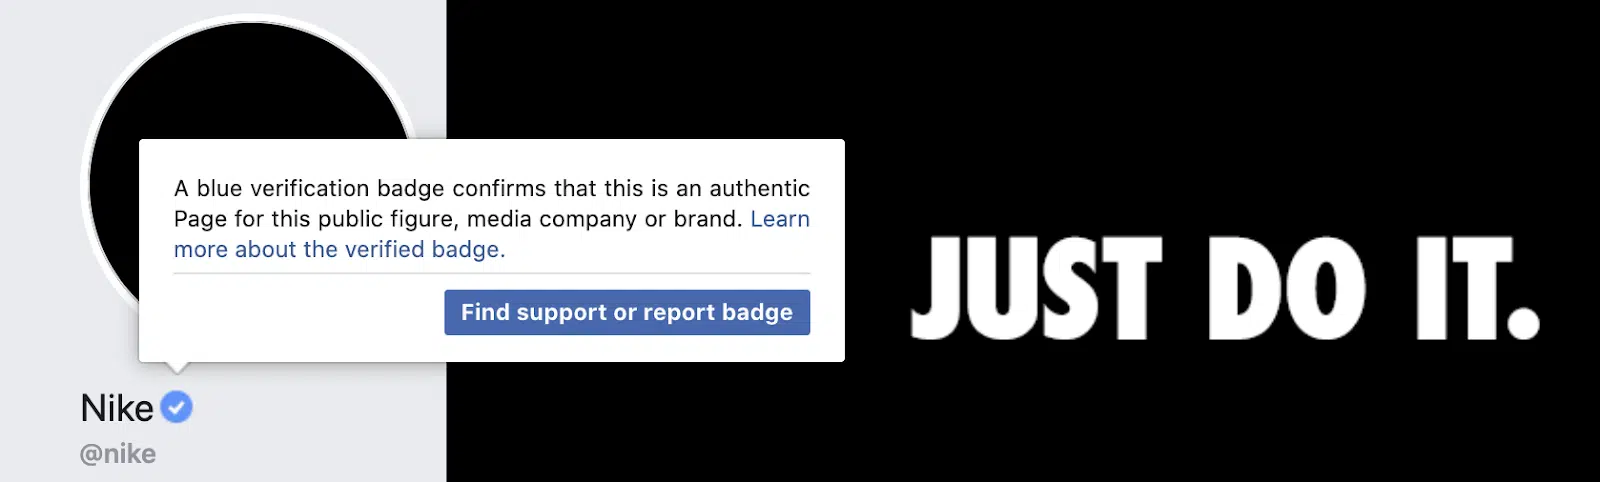 A blue verification badge confirms that this is an authentic
Page for this public figure, media company or brand. Learn
more about the verified badge.
Find support or report badge
JUST DO IT.
Nike
@nike